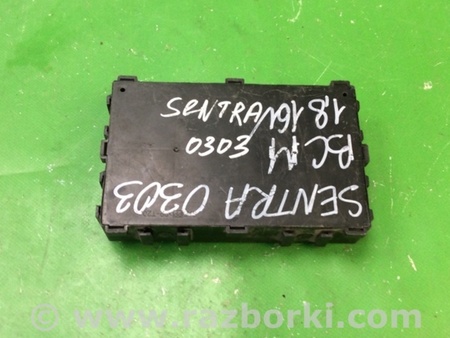 SENTRA
0303
1,8 16V
BCM
SENTRA 0303
© www.razborki.com